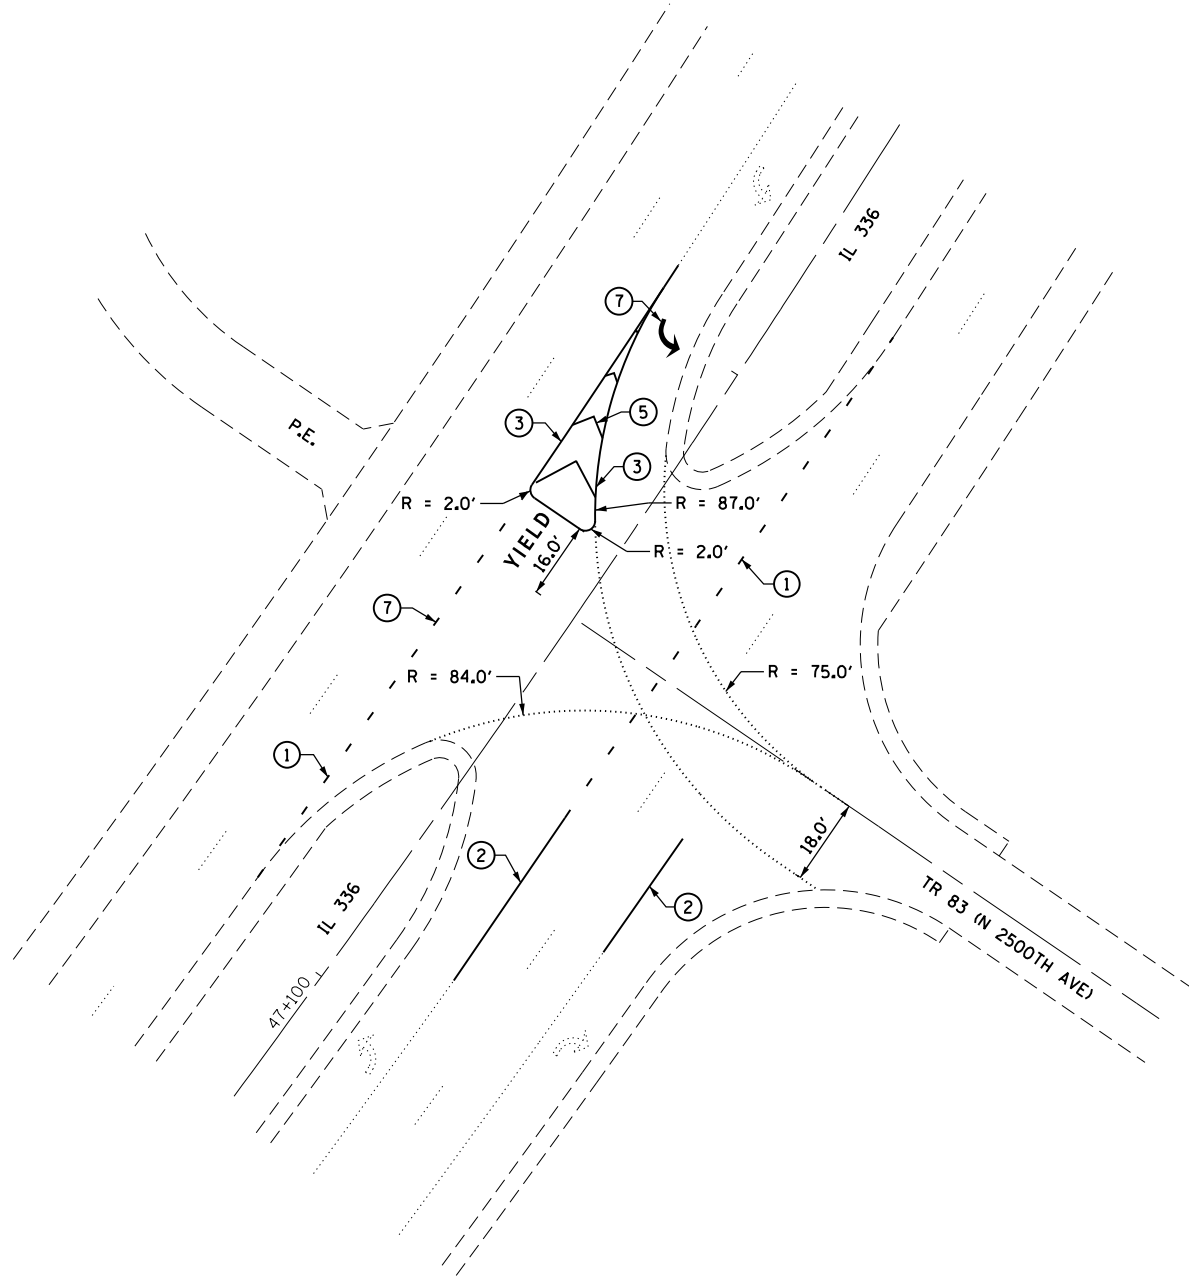 IL 336
7
P.E.
3
5
3
R = 2.0'
R = 87.0'
YIELD
16.0'
R = 2.0'
1
7
R = 84.0'
R = 75.0'
1
18.0'
2
2
IL 336
TR 83 (N 2500TH AVE)
47+100